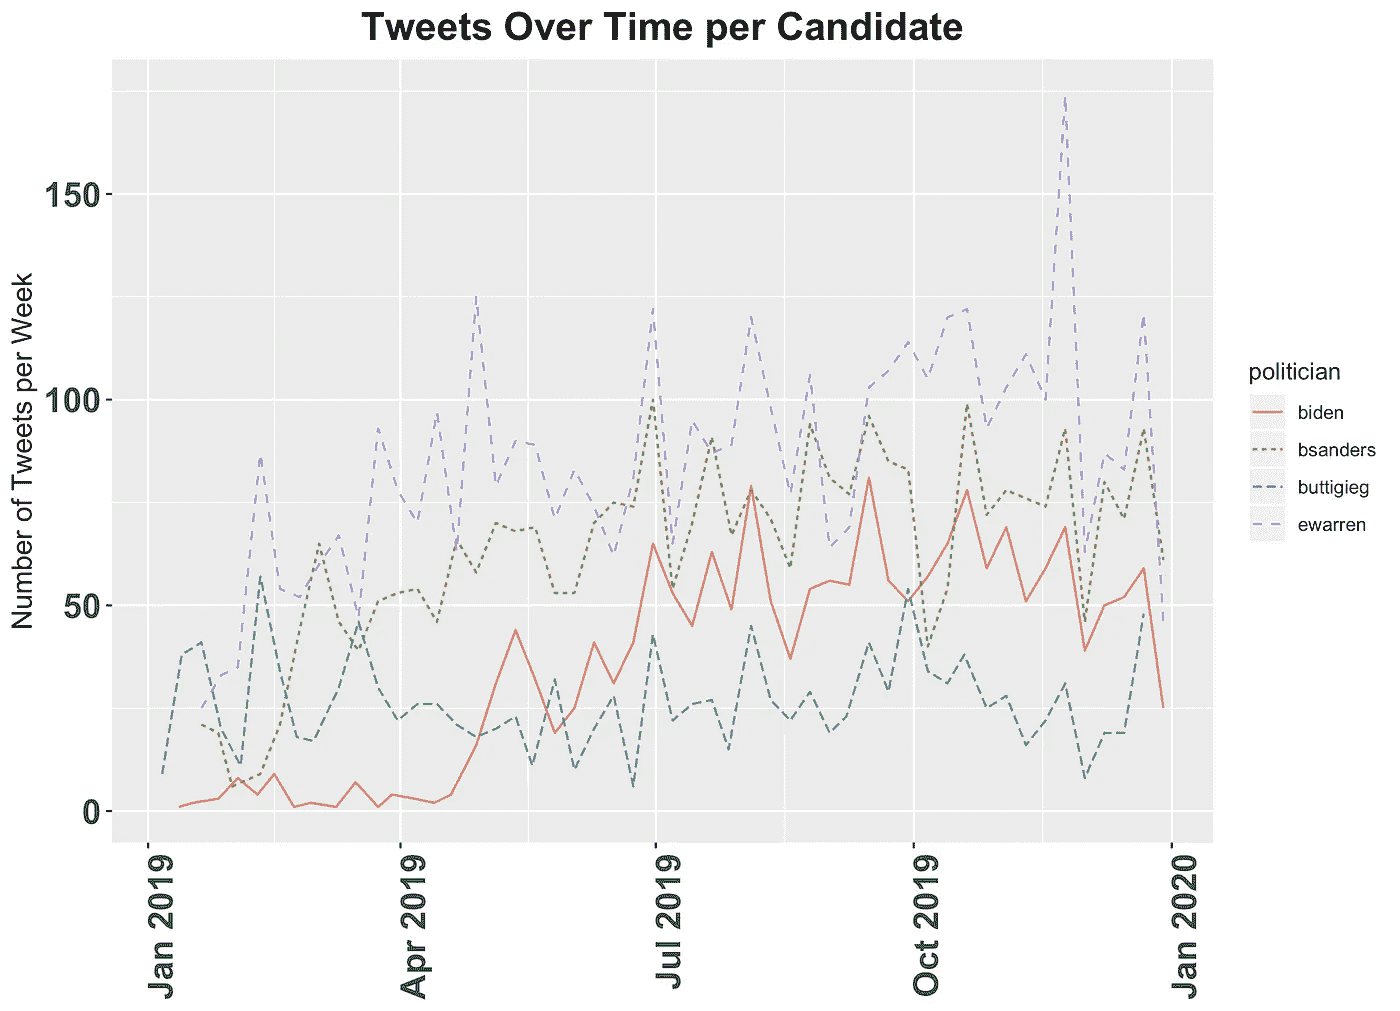 Tweets Over Time per Candidate
Number of Tweets per Week
150
100
50
0
Jan 2019
Apr 2019
Jul 2019
Oct 2019
Jan 2020
politician
biden
bsanders
buttigieg
ewarren